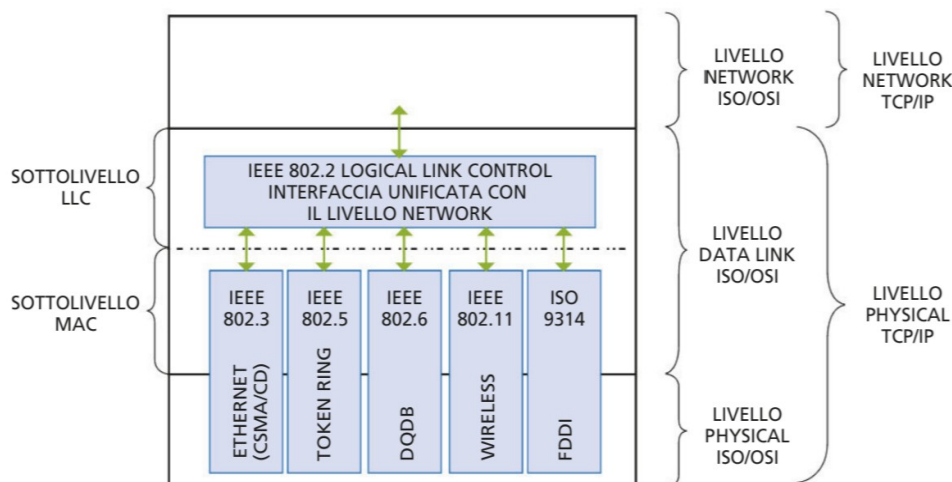 LIVELLO
NETWORK
ISO/OSI
LIVELLO
NETWORK
TCP/IP
SOTTOLIVELLO
LLC
IEEE 802.2 LOGICAL LINK CONTROL
INTERFACCIA UNIFICATA CON
IL LIVELLO NETWORK
LIVELLO
DATA LINK
ISO/OSI
SOTTOLIVELLO
MAC
IEEE
802.3
ETHERNET
(CSMA/CD)
IEEE
802.5
TOKEN RING
IEEE
802.6
DQDB
IEEE
802.11
WIRELESS
ISO
9314
FDDI
LIVELLO
PHYSICAL
TCP/IP
LIVELLO
PHYSICAL
ISO/OSI